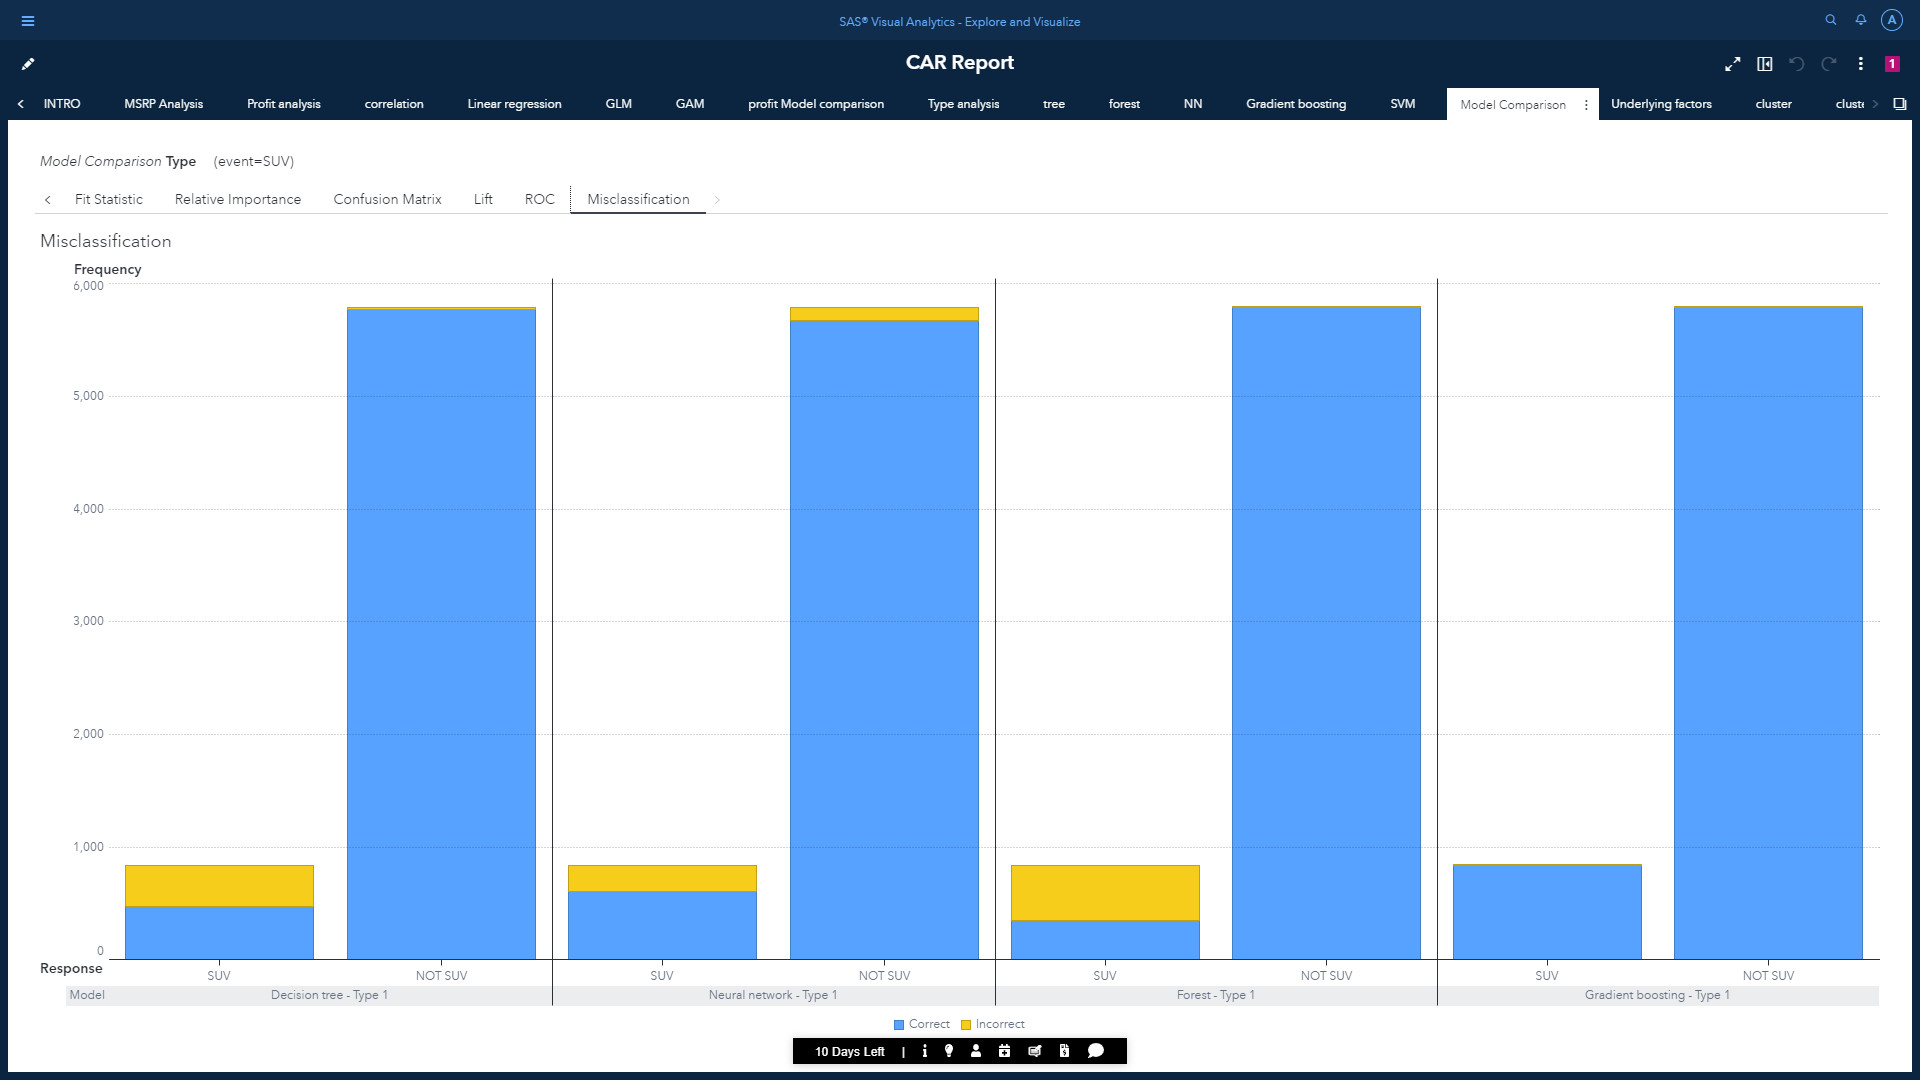 SAS® Visual Analytics - Explore and Visualize
A
CAR Report
1
INTRO MSRP Analysis Profit analysis correlation Linear regression GLM GAM profit Model comparison Type analysis tree forest NN Gradient boosting SVM Model Comparison Underlying factors cluster cluste
Model Comparison Type (event=SUV)
Fit Statistic Relative Importance Confusion Matrix Lift ROC Misclassification
Misclassification
Frequency
6,000
5,000
4,000
3,000
2,000
1,000
0
Response
SUV NOT SUV SUV NOT SUV SUV NOT SUV SUV NOT SUV
Model Decision tree - Type 1 Neural network - Type 1 Forest - Type 1 Gradient boosting - Type 1
Correct Incorrect
10 Days Left |